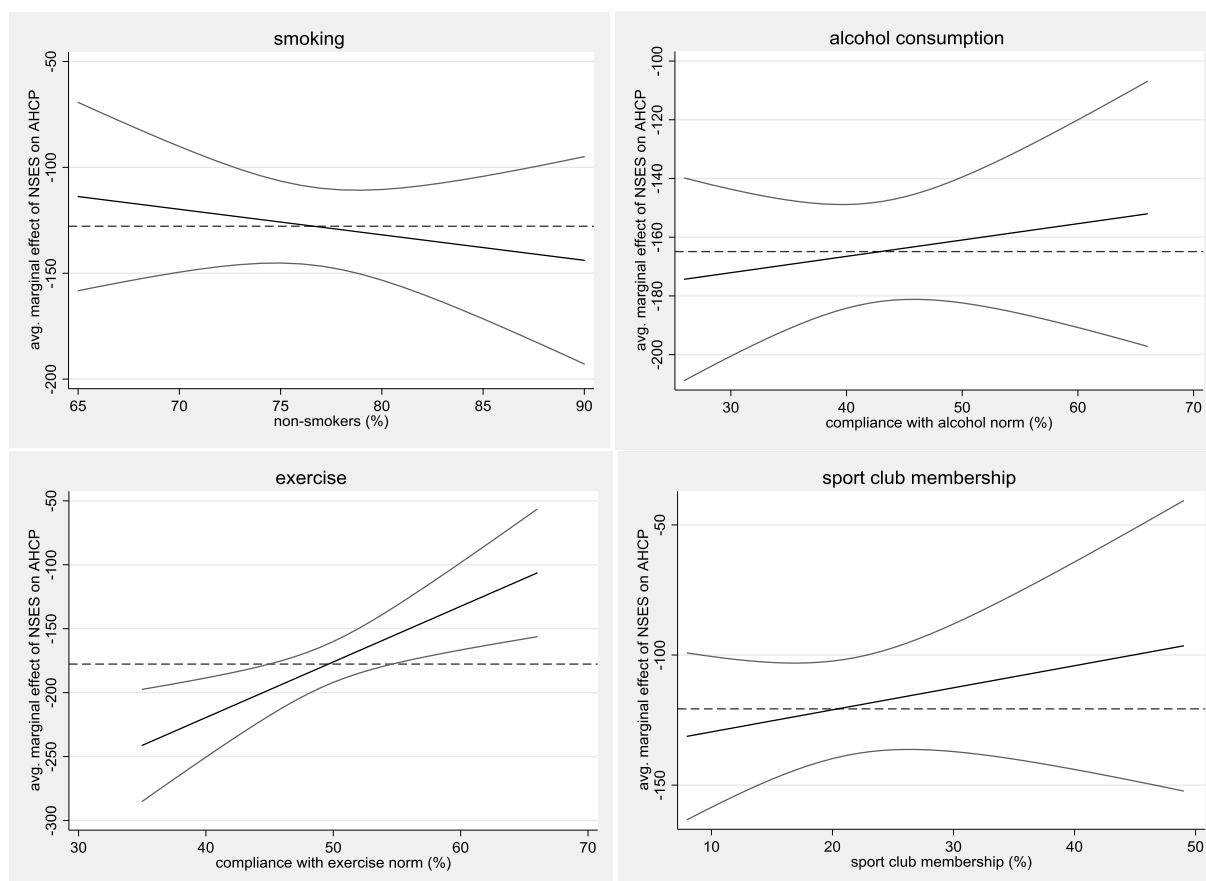 smoking
avg. marginal effect of NSES on AHCP
-50
-100
-150
-200
65 70 75 80 85 90
non-smokers (%)
alcohol consumption
avg. marginal effect of NSES on AHCP
-100
-120
-140
-160
-180
-200
30 40 50 60 70
compliance with alcohol norm (%)
exercise
avg. marginal effect of NSES on AHCP
-50
-100
-150
-200
-250
-300
30 40 50 60 70
compliance with exercise norm (%)
sport club membership
avg. marginal effect of NSES on AHCP
-50
-100
-150
10 20 30 40 50
sport club membership (%)